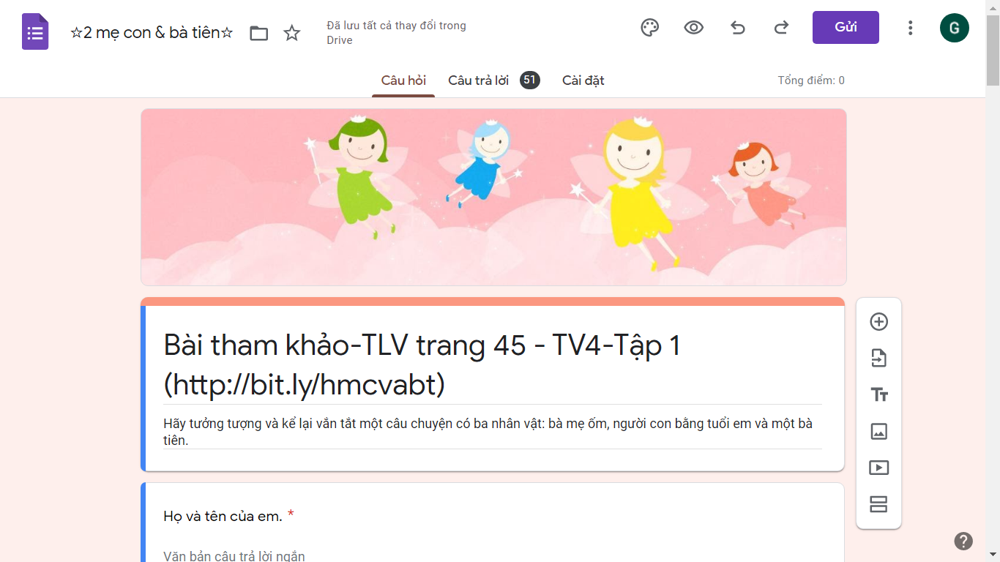 ☆2 mẹ con & bà tiên☆
Đã lưu tất cả thay đổi trong
Drive
Gửi
G
Câu hỏi
Câu trả lời 51
Cài đặt
Tổng điểm: 0
Bài tham khảo-TLV trang 45 - TV4-Tập 1
(http://bit.ly/hmcvabt)
Hãy tưởng tượng và kể lại vắn tắt một câu chuyện có ba nhân vật: bà mẹ ốm, người con bằng tuổi em và một bà
tiên.
Họ và tên của em. *
Văn bản câu trả lời ngắn